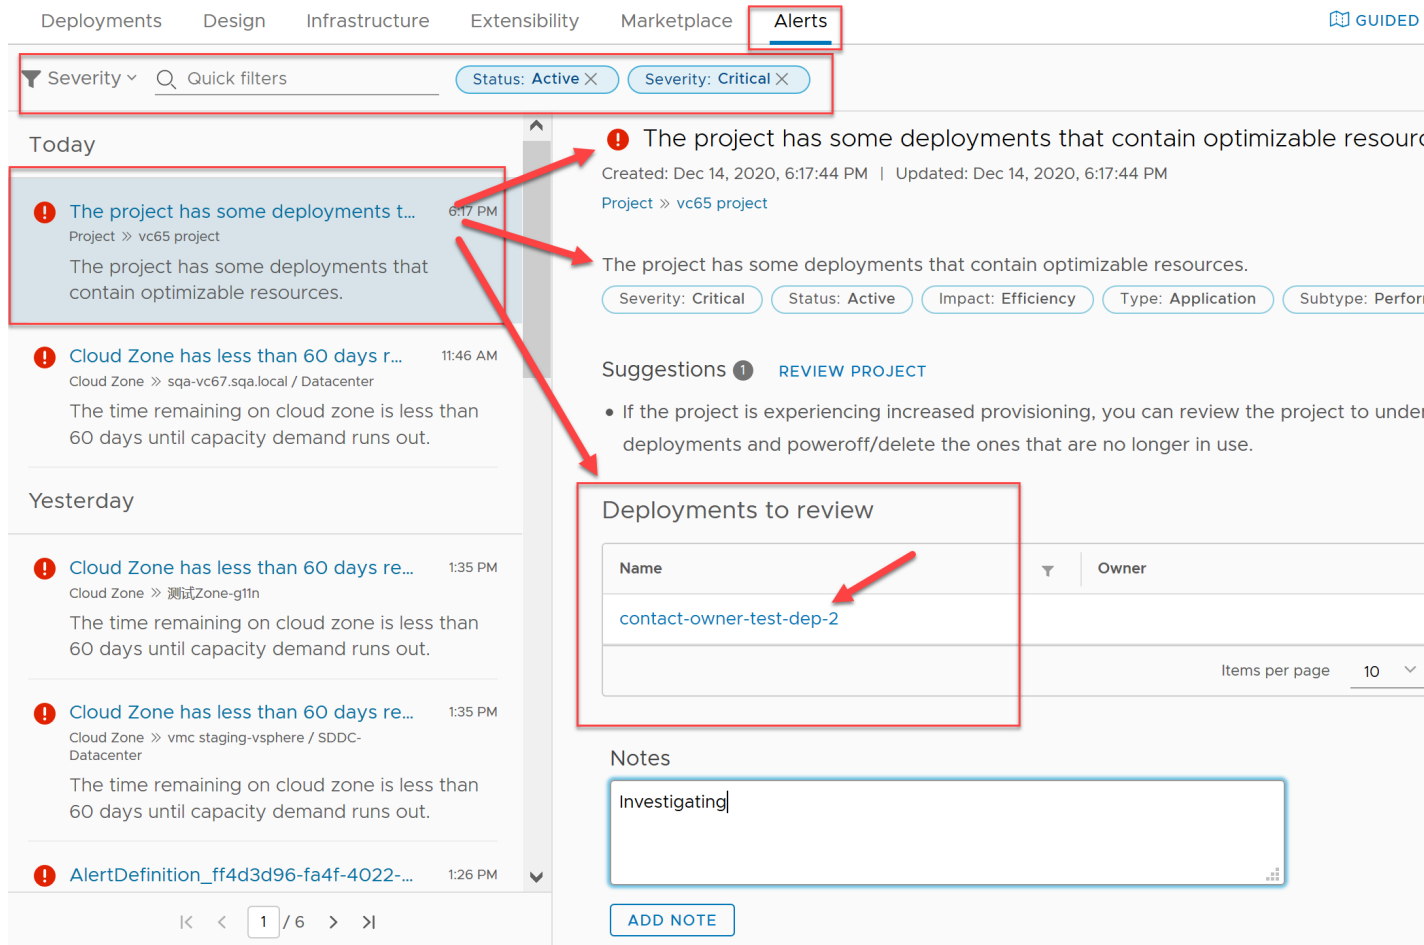 Deployments Design Infrastructure Extensibility Marketplace Alerts GUIDED
Severity Quick filters Status: Active Severity: Critical
Today
The project has some deployments t... 6:17 PM
Project » vc65 project
The project has some deployments that
contain optimizable resources.
Cloud Zone has less than 60 days r... 11:46 AM
Cloud Zone » sqa-vc67.sqa.local / Datacenter
The time remaining on cloud zone is less than
60 days until capacity demand runs out.
Yesterday
Cloud Zone has less than 60 days re... 1:35 PM
Cloud Zone » 测试Zone-g11n
The time remaining on cloud zone is less than
60 days until capacity demand runs out.
Cloud Zone has less than 60 days re... 1:35 PM
Cloud Zone » vmc staging-vsphere / SDDC-
Datacenter
The time remaining on cloud zone is less than
60 days until capacity demand runs out.
AlertDefinition_ff4d3d96-fa4f-4022-... 1:26 PM
1 / 6
The project has some deployments that contain optimizable resourc
Created: Dec 14, 2020, 6:17:44 PM | Updated: Dec 14, 2020, 6:17:44 PM
Project » vc65 project
The project has some deployments that contain optimizable resources.
Severity: Critical Status: Active Impact: Efficiency Type: Application Subtype: Perfor
Suggestions 1 REVIEW PROJECT
• If the project is experiencing increased provisioning, you can review the project to under
deployments and poweroff/delete the ones that are no longer in use.
Deployments to review
Name Owner
contact-owner-test-dep-2
Items per page 10
Notes
Investigating
ADD NOTE